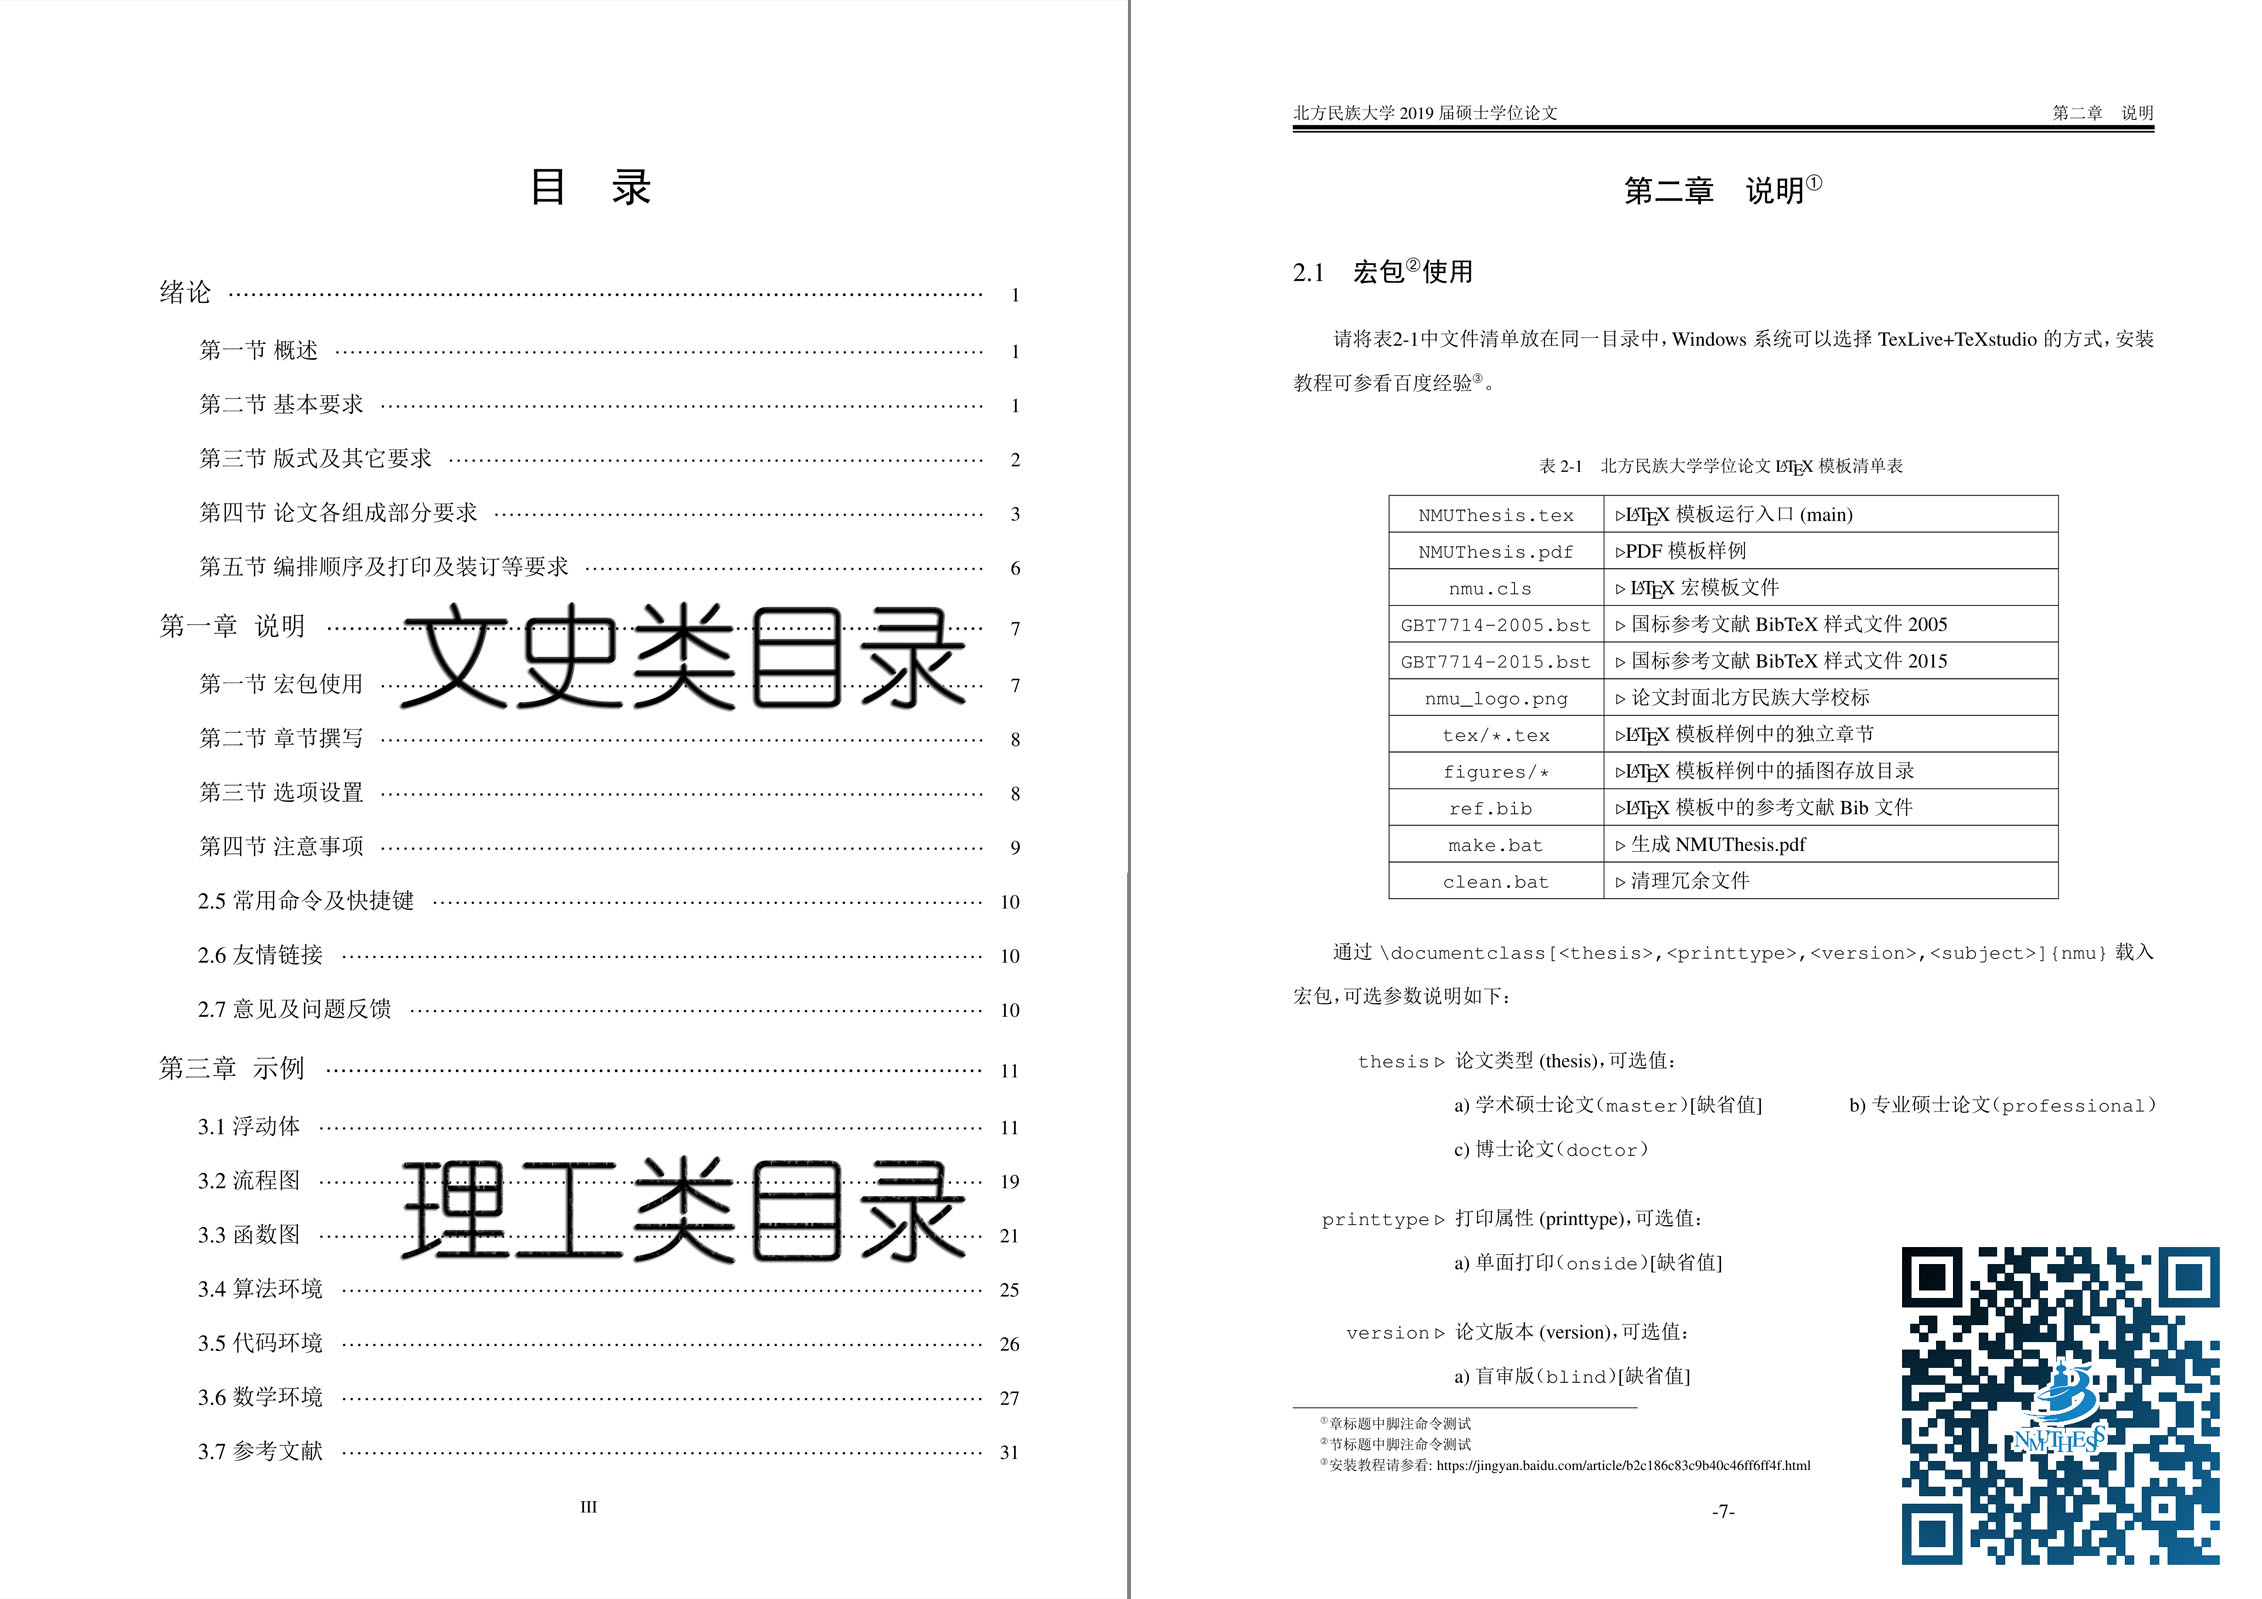 目 录
绪论 1
第一节 概述 1
第二节 基本要求 1
第三节 版式及其它要求 2
第四节 论文各组成部分要求 3
第五节 编排顺序及打印及装订等要求 6
第一章 说明 7
文史类目录
第一节 宏包使用 7
第二节 章节撰写 8
第三节 选项设置 8
第四节 注意事项 9
2.5 常用命令及快捷键 10
2.6 友情链接 10
2.7 意见及问题反馈 10
第三章 示例 11
3.1 浮动体 11
3.2 流程图 19
理工类目录
3.3 函数图 21
3.4 算法环境 25
3.5 代码环境 26
3.6 数学环境 27
3.7 参考文献 31
III
北方民族大学 2019 届硕士学位论文 第二章 说明
第二章 说明①
2.1 宏包②使用
请将表2-1中文件清单放在同一目录中，Windows 系统可以选择 TexLive+TeXstudio 的方式，安装
教程可参看百度经验③。
表 2-1 北方民族大学学位论文 LATEX 模板清单表
NMUThesis.tex ▷LATEX 模板运行入口 (main)
NMUThesis.pdf ▷PDF 模板样例
nmu.cls ▷ LATEX 宏模板文件
GBT7714-2005.bst ▷ 国标参考文献 BibTeX 样式文件 2005
GBT7714-2015.bst ▷ 国标参考文献 BibTeX 样式文件 2015
nmu_logo.png ▷ 论文封面北方民族大学校标
tex/*.tex ▷LATEX 模板样例中的独立章节
figures/* ▷LATEX 模板样例中的插图存放目录
ref.bib ▷LATEX 模板中的参考文献 Bib 文件
make.bat ▷ 生成 NMUThesis.pdf
clean.bat ▷ 清理冗余文件
通过 \documentclass[<thesis>,<printtype>,<version>,<subject>]{nmu} 载入
宏包，可选参数说明如下：
thesis ▷ 论文类型 (thesis)，可选值：
a) 学术硕士论文（master）[缺省值] b) 专业硕士论文（professional）
c) 博士论文（doctor）
printtype ▷ 打印属性 (printtype)，可选值：
a) 单面打印（onside）[缺省值]
version ▷ 论文版本 (version)，可选值：
a) 盲审版（blind）[缺省值]
①章标题中脚注命令测试
②节标题中脚注命令测试
③安装教程请参看: https://jingyan.baidu.com/article/b2c186c83c9b40c46ff6ff4f.html
-7-
NMUTHESIS